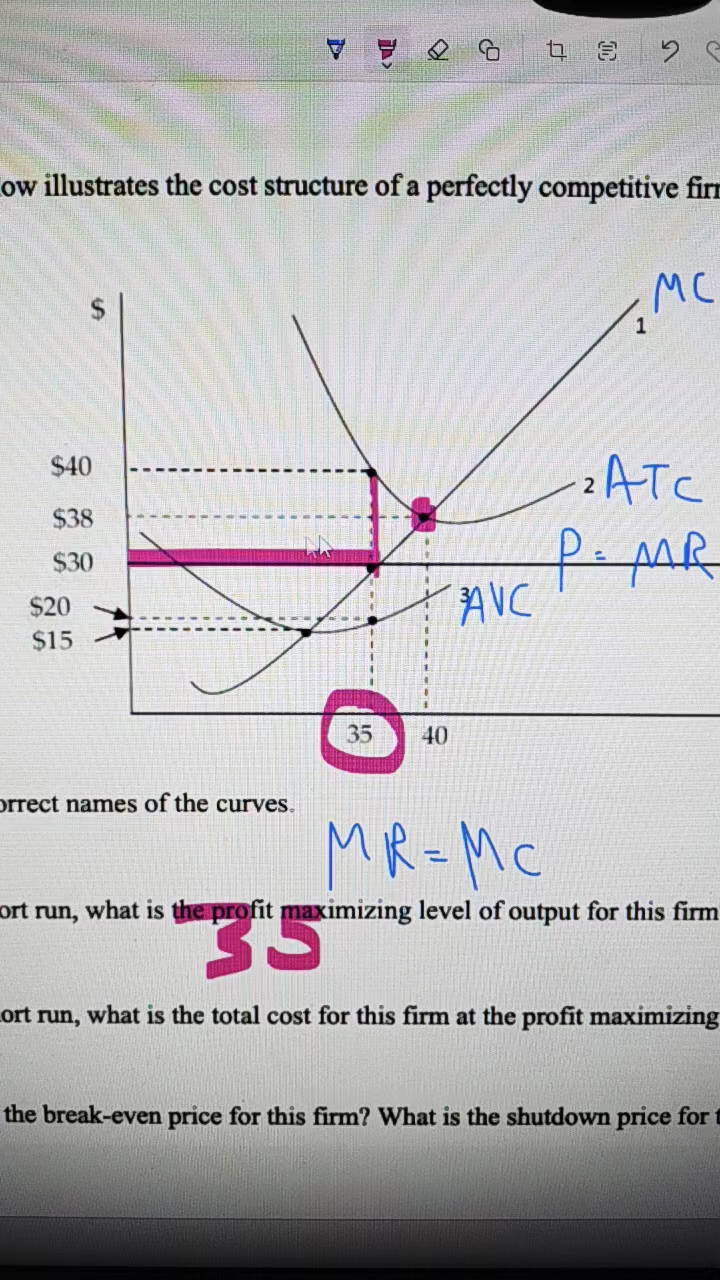 ow illustrates the cost structure of a perfectly competitive
$
MC
1
$40
2 ATC
$38
P = MR
$30
3 AVC
$20
$15
35 40
orrect names of the curves.
MR = MC
ort run, what is the profit maximizing level of output for this firm
35
ort run, what is the total cost for this firm at the profit maximizing
the break-even price for this firm? What is the shutdown price for